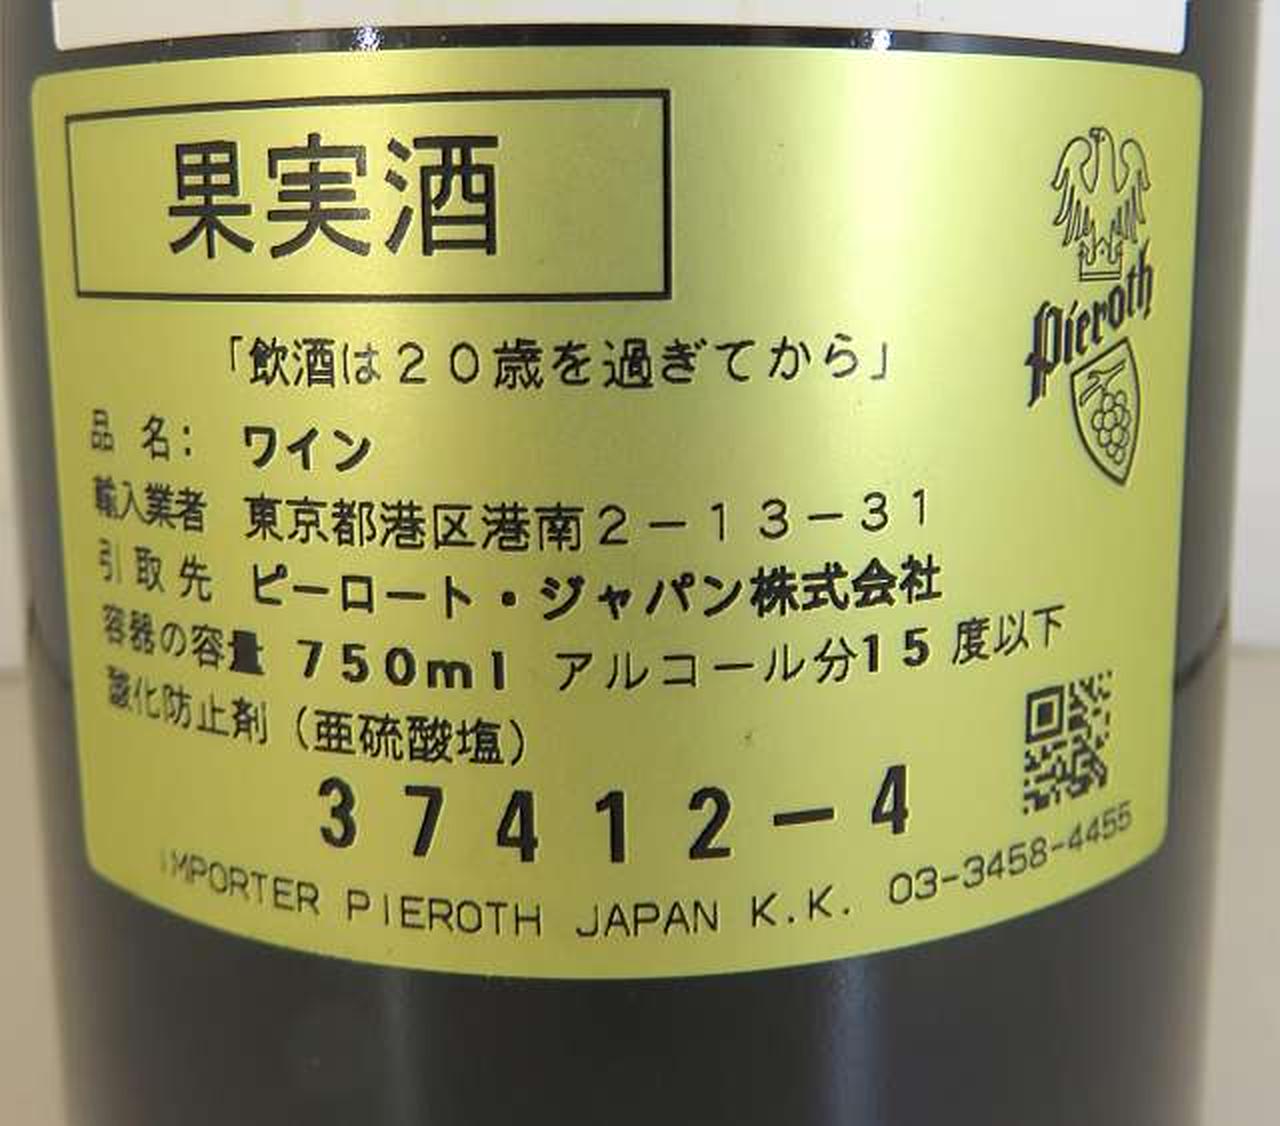 果実酒
Pieroth
「飲酒は２０歳を過ぎてから」
品名： ワイン
輸入業者 東京都港区港南２－１３－３１
引取先 ピーロート・ジャパン株式会社
容器の容量 750ml アルコール分15度以下
酸化防止剤（亜硫酸塩）
37412-4
IMPORTER PIEROTH JAPAN K.K. 03-3458-4455